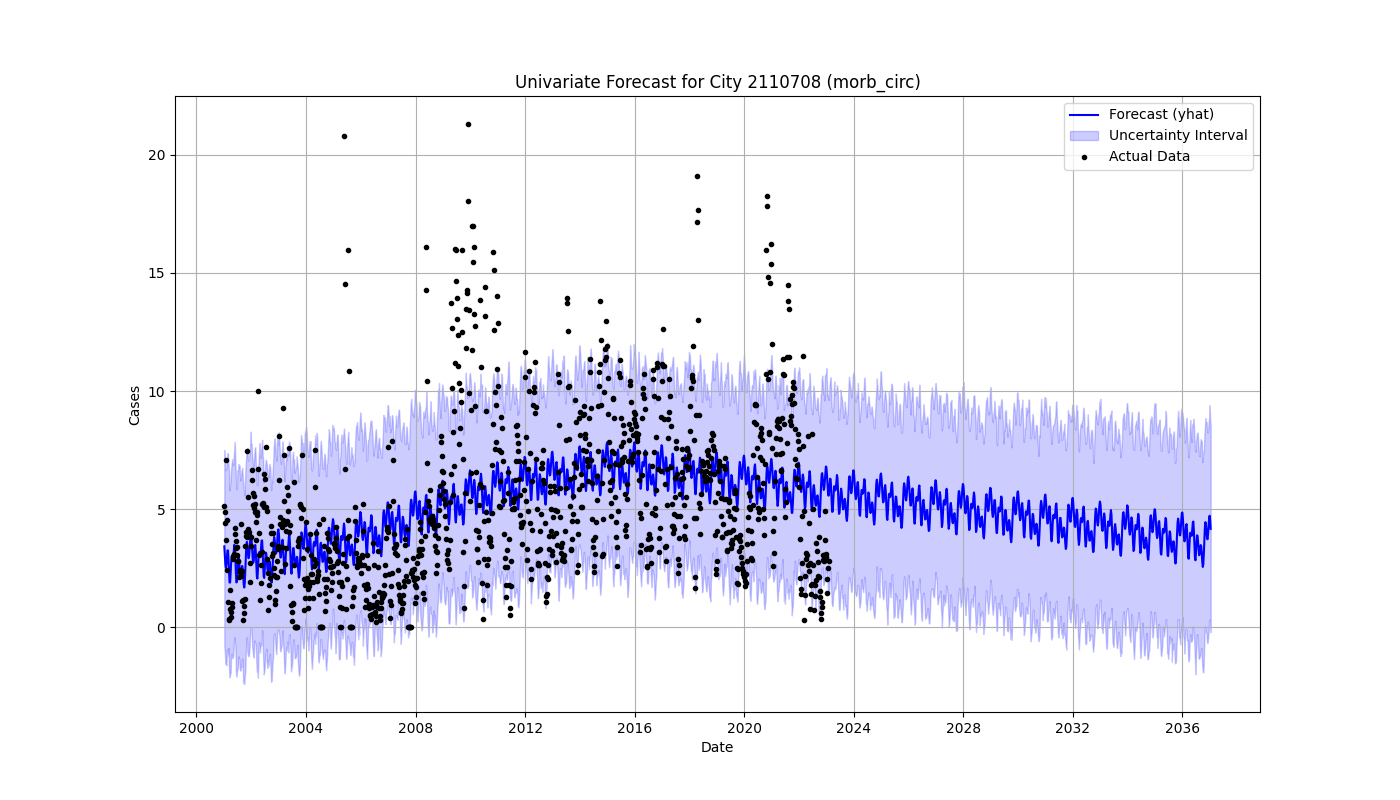 Univariate Forecast for City 2110708 (morb_circ)
Forecast (yhat)
Uncertainty Interval
Actual Data
Cases
20
15
10
5
0
2000 2004 2008 2012 2016 2020 2024 2028 2032 2036
Date